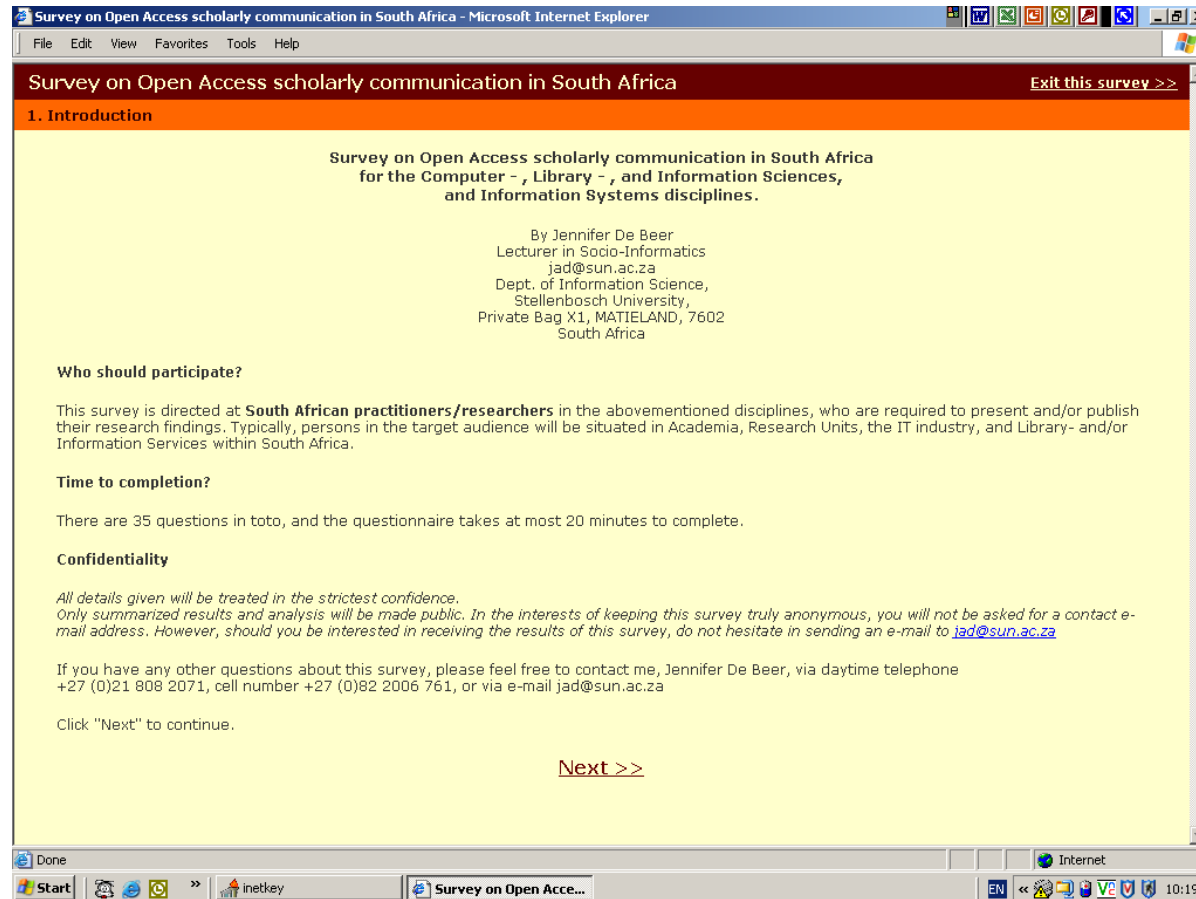 Survey on Open Access scholarly communication in South Africa - Microsoft Internet Explorer
File Edit View Favorites Tools Help
Survey on Open Access scholarly communication in South Africa
Exit this survey >>
1. Introduction
Survey on Open Access scholarly communication in South Africa
for the Computer - , Library - , and Information Sciences,
and Information Systems disciplines.
By Jennifer De Beer
Lecturer in Socio-Informatics
jad@sun.ac.za
Dept. of Information Science,
Stellenbosch University,
Private Bag X1, MATIELAND, 7602
South Africa
Who should participate?
This survey is directed at South African practitioners/researchers in the abovementioned disciplines, who are required to present and/or publish
their research findings. Typically, persons in the target audience will be situated in Academia, Research Units, the IT industry, and Library- and/or
Information Services within South Africa.
Time to completion?
There are 35 questions in toto, and the questionnaire takes at most 20 minutes to complete.
Confidentiality
All details given will be treated in the strictest confidence.
Only summarized results and analysis will be made public. In the interests of keeping this survey truly anonymous, you will not be asked for a contact e-
mail address. However, should you be interested in receiving the results of this survey, do not hesitate in sending an e-mail to jad@sun.ac.za
If you have any other questions about this survey, please feel free to contact me, Jennifer De Beer, via daytime telephone
+27 (0)21 808 2071, cell number +27 (0)82 2006 761, or via e-mail jad@sun.ac.za
Click "Next" to continue.
Next >>
Done
Internet
Start » inetkey Survey on Open Acce... EN « 10:19